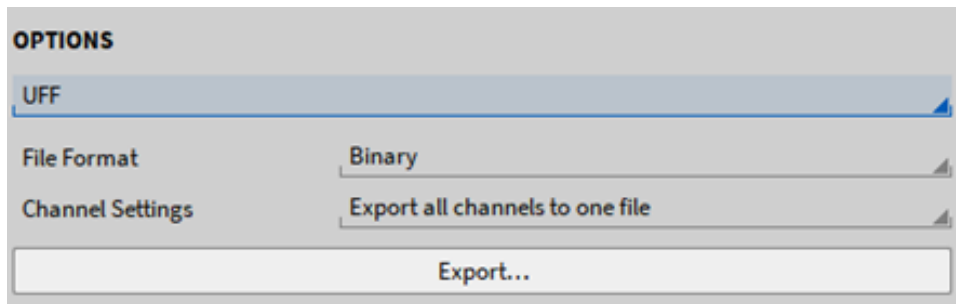 OPTIONS
UFF
File Format Binary
Channel Settings Export all channels to one file
Export...